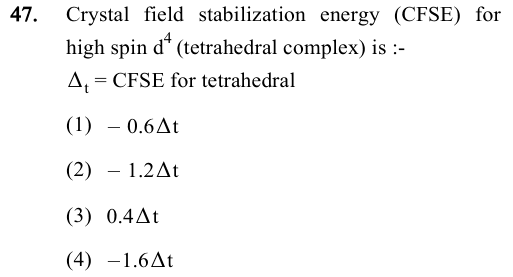 47. Crystal field stabilization energy (CFSE) for
high spin d⁴ (tetrahedral complex) is :-
Δₜ = CFSE for tetrahedral
(1) – 0.6Δt
(2) – 1.2Δt
(3) 0.4Δt
(4) –1.6Δt